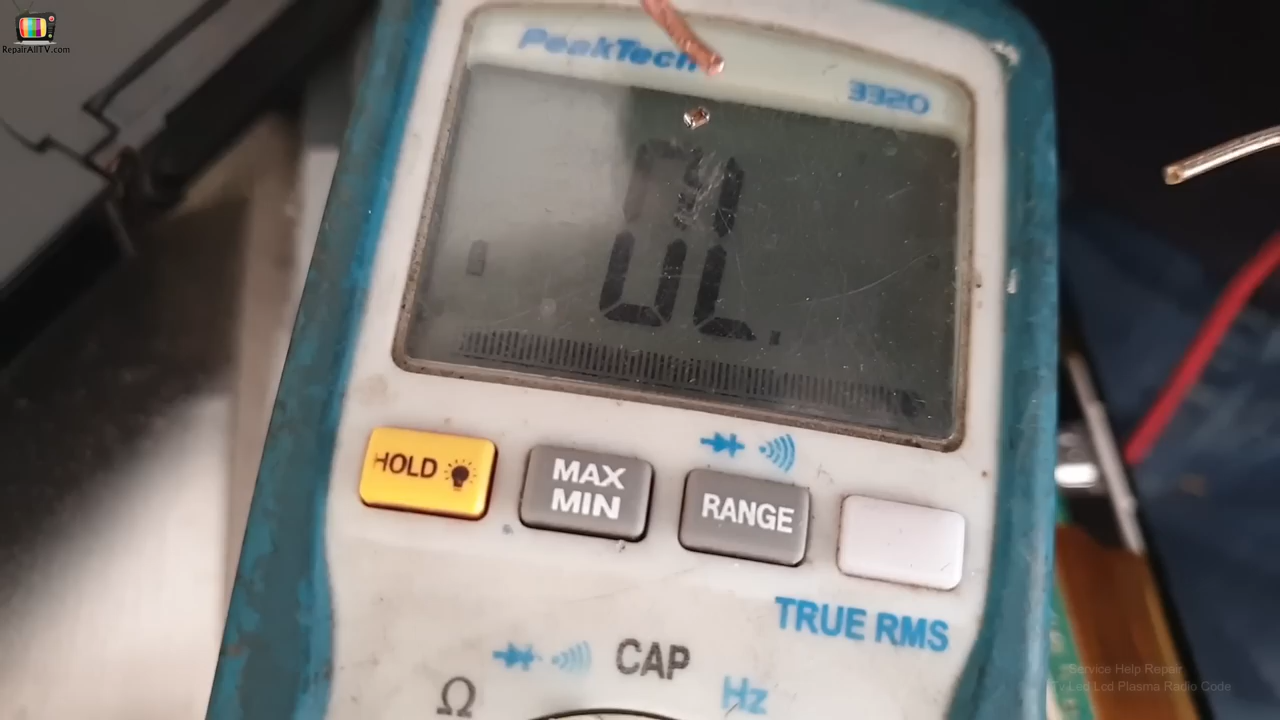 RepairAllTV.com
PeakTech
3320
OL.
HOLD
MAX
MIN
RANGE
TRUE RMS
CAP
Ω
Hz
Service Help Repair
Tv Led Lcd Plasma Radio Code